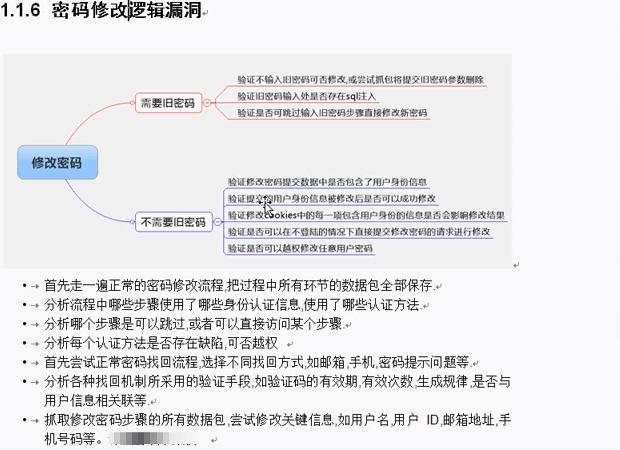 1.1.6 密码修改逻辑漏洞
验证不输入旧密码可否修改,或尝试抓包将提交旧密码参数删除
需要旧密码
验证旧密码输入处是否存在sql注入
验证是否可跳过输入旧密码步骤直接修改新密码
修改密码
验证修改密码提交数据中是否包含了用户身份信息
验证提交的用户身份信息被修改后是否可以成功修改
不需要旧密码
验证修改cookies中的每一项包含用户身份的信息是否会影响修改结果
验证是否可以在不登陆的情况下直接提交修改密码的请求进行修改
验证是否可以越权修改任意用户密码
首先走一遍正常的密码修改流程,把过程中所有环节的数据包全部保存.
分析流程中哪些步骤使用了哪些身份认证信息,使用了哪些认证方法.
分析哪个步骤是可以跳过,或者可以直接访问某个步骤.
分析每个认证方法是否存在缺陷,可否越权
首先尝试正常密码找回流程,选择不同找回方式,如邮箱,手机,密码提示问题等.
分析各种找回机制所采用的验证手段,如验证码的有效期,有效次数,生成规律,是否与
用户信息相关联等.
抓取修改密码步骤的所有数据包,尝试修改关键信息,如用户名,用户 ID,邮箱地址,手
机号码等。